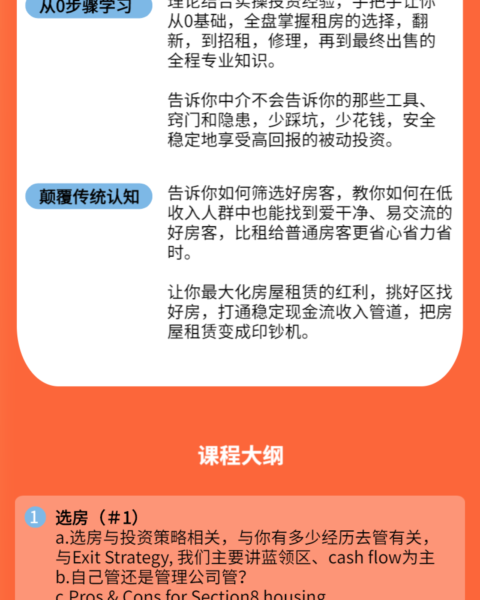 从0步骤学习
理论结合实操投资经验，手把手让你
从0基础，全盘掌握租房的选择，翻
新，到招租，修理，再到最终出售的
全程专业知识。
告诉你中介不会告诉你的那些工具、
窍门和隐患，少踩坑，少花钱，安全
稳定地享受高回报的被动投资。
颠覆传统认知
告诉你如何筛选好房客，教你如何在低
收入人群中也能找到爱干净、易交流的
好房客，比租给普通房客更省心省力省
时。
让你最大化房屋租赁的红利，挑好区找
好房，打通稳定现金流收入管道，把房
屋租赁变成印钞机。
课程大纲
1 选房（＃1）
a.选房与投资策略相关，与你有多少经历去管有关，
与Exit Strategy, 我们主要讲蓝领区、cash flow为主
b.自己管还是管理公司管？
c.Pros & Cons for Section8 housing